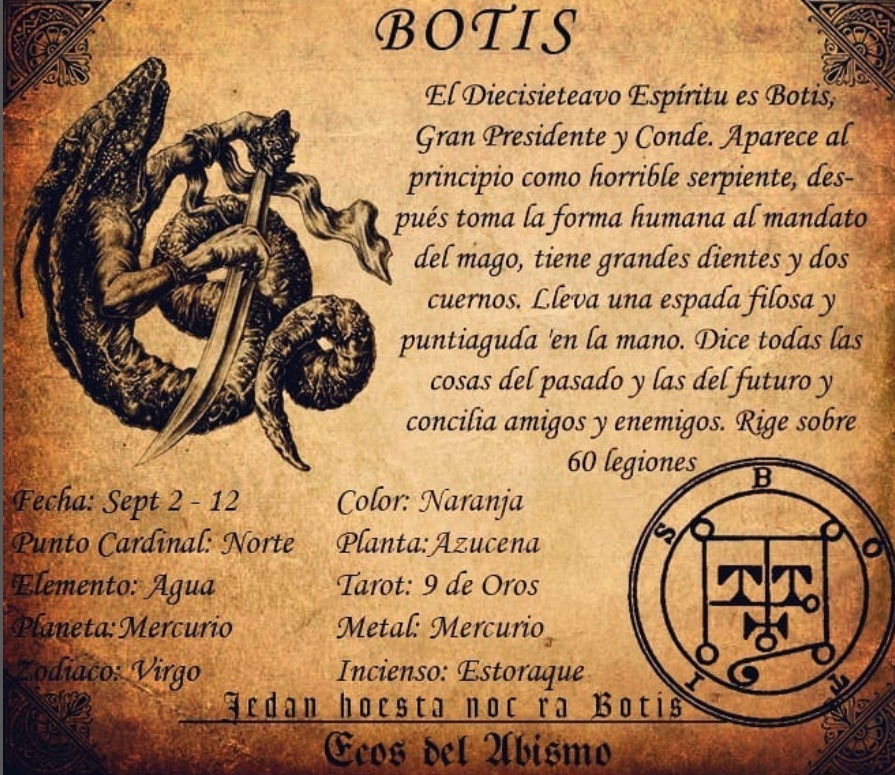 BOTIS
El Diecisieteavo Espíritu es Botis,
Gran Presidente y Conde. Aparece al
principio como horrible serpiente, des-
pués toma la forma humana al mandato
del mago, tiene grandes dientes y dos
cuernos. Lleva una espada filosa y
puntiaguda 'en la mano. Dice todas las
cosas del pasado y las del futuro y
concilia amigos y enemigos. Rige sobre
60 legiones
Fecha: Sept 2 - 12
Punto Cardinal: Norte
Elemento: Agua
Planeta:Mercurio
Zodiaco: Virgo
Color: Naranja
Planta:Azucena
Tarot: 9 de Oros
Metal: Mercurio
Incienso: Estoraque
B O T I S
Jedan hoesta noc ra Botis
Ecos del Abismo